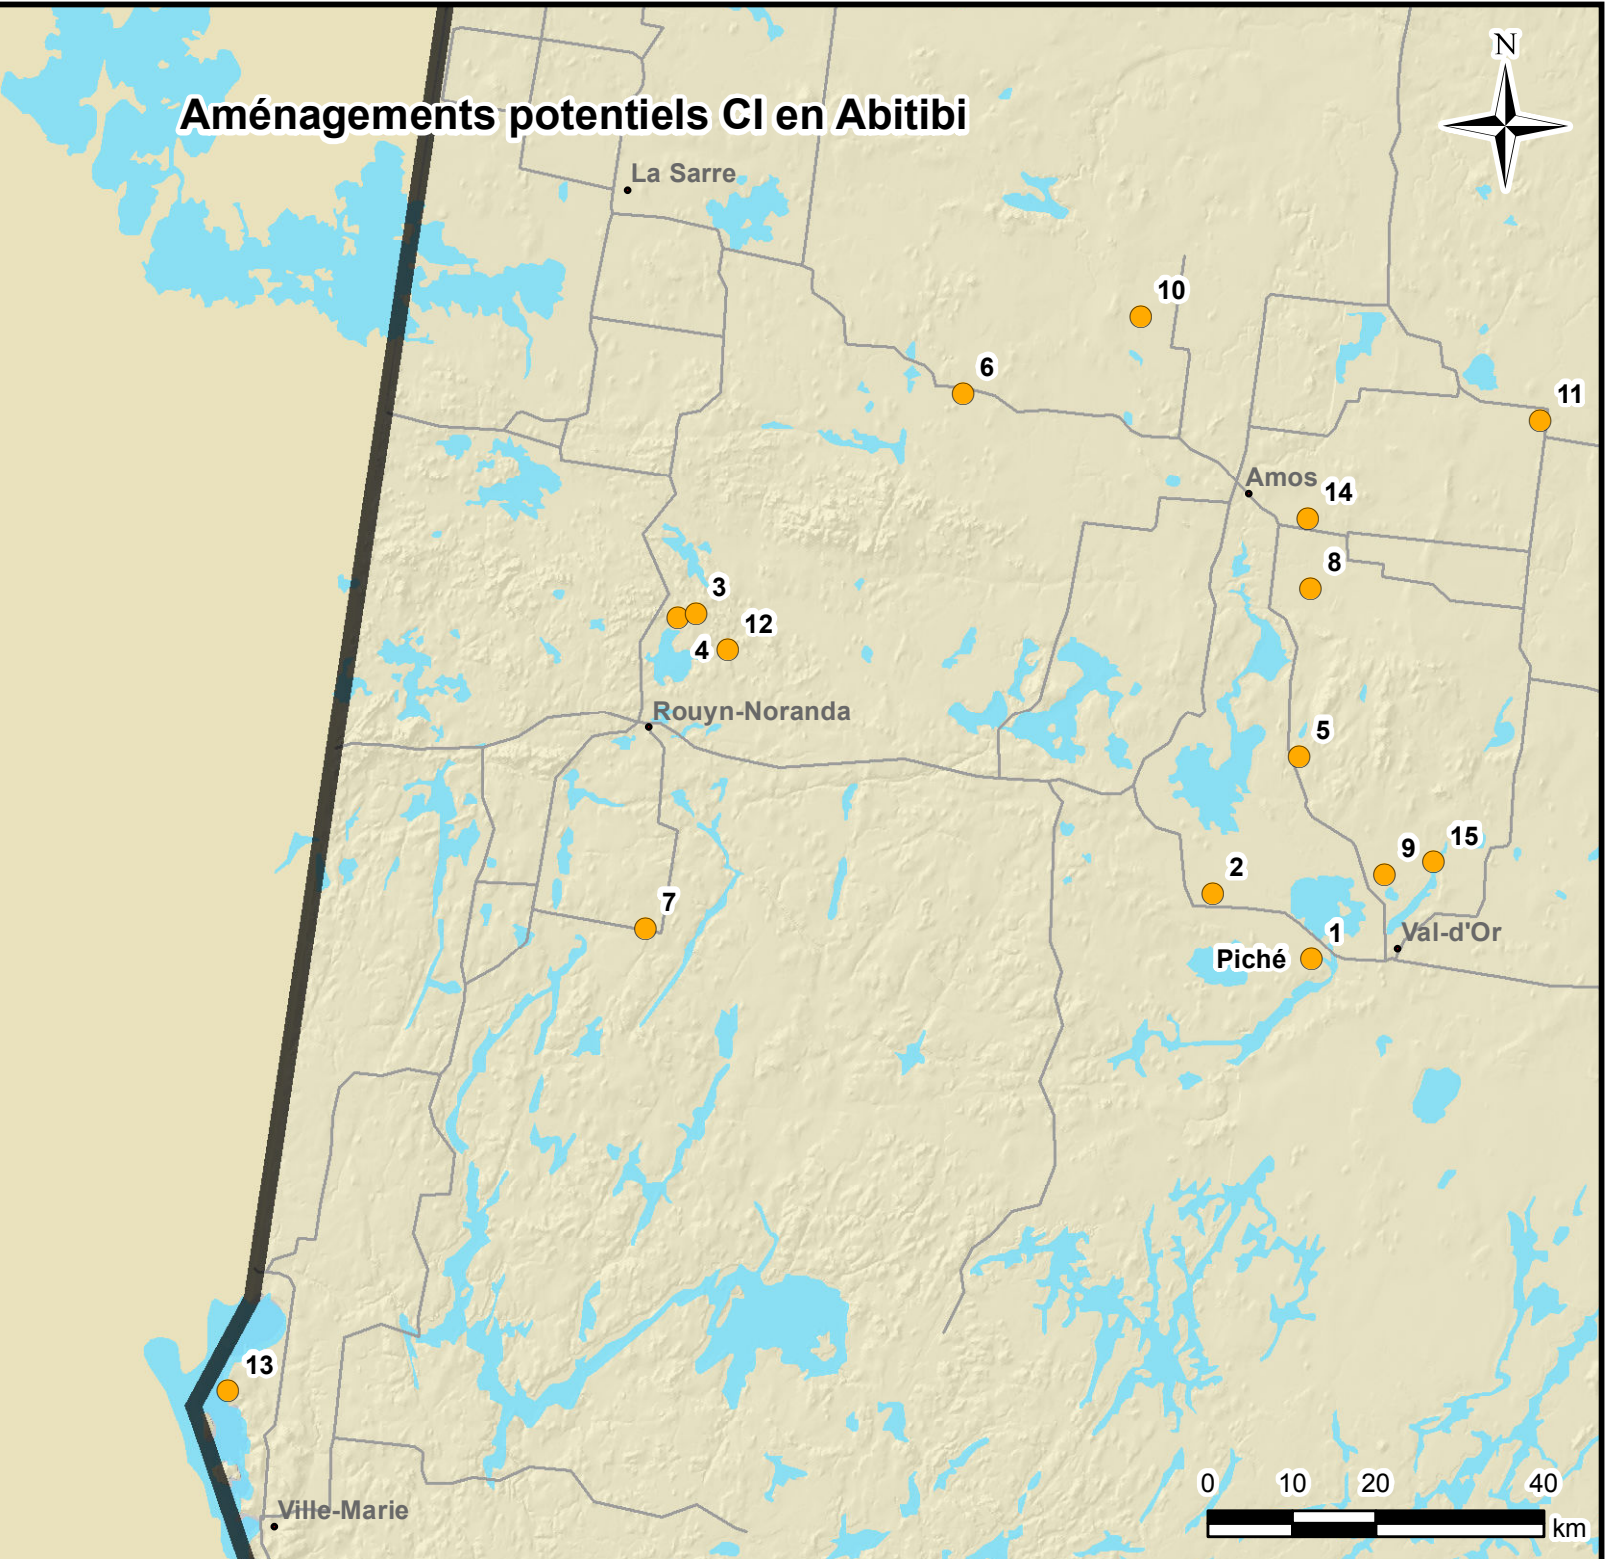 N
Aménagements potentiels CI en Abitibi
La Sarre
10
6
11
Amos
14
8
3
12
4
Rouyn-Noranda
5
15
9
2
7
1
Val-d'Or
Piché
13
0 10 20 40
km
Ville-Marie